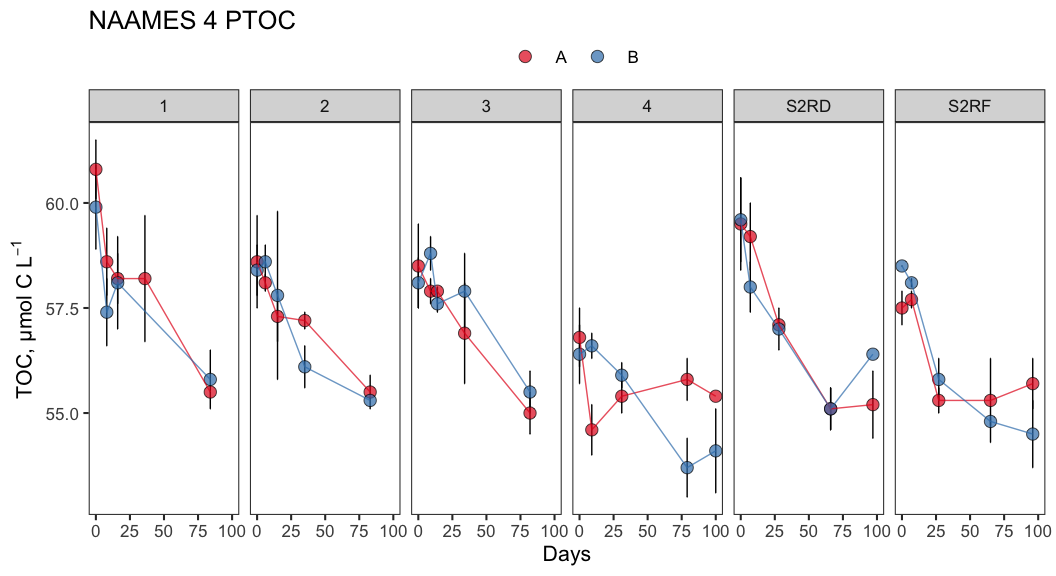 NAAMES 4 PTOC
A B
1 2 3 4 S2RD S2RF
TOC, µmol C L⁻¹
60.0
57.5
55.0
0 25 50 75 100 0 25 50 75 100 0 25 50 75 100 0 25 50 75 100 0 25 50 75 100 0 25 50 75 100
Days